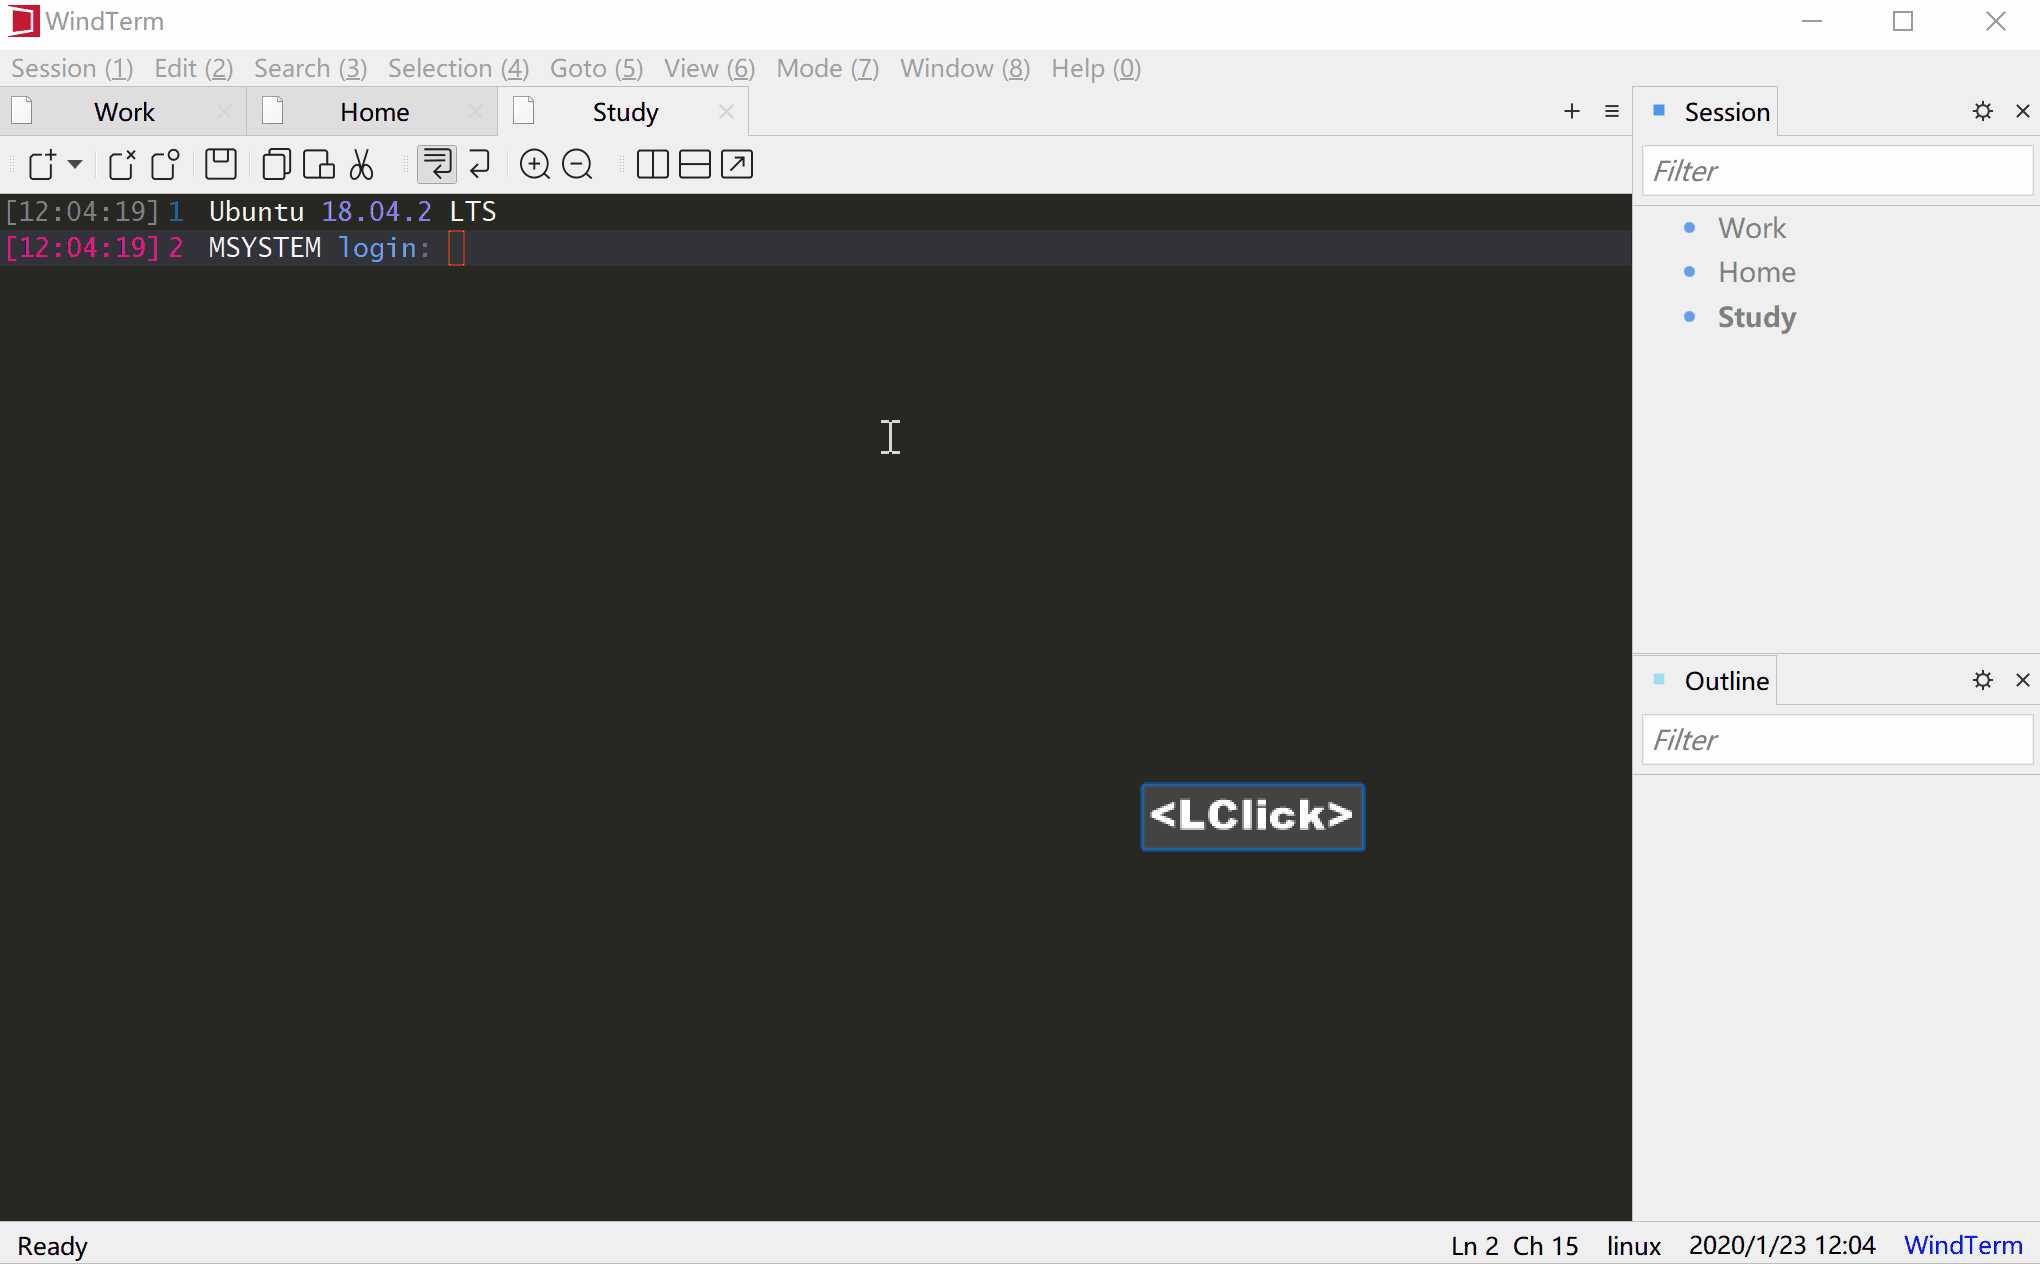 WindTerm
Session (1) Edit (2) Search (3) Selection (4) Goto (5) View (6) Mode (7) Window (8) Help (0)
Work Home Study
Session
Filter
Work
Home
Study
[12:04:19] 1 Ubuntu 18.04.2 LTS
[12:04:19] 2 MSYSTEM login:
Outline
Filter
<LClick>
Ready Ln 2 Ch 15 linux 2020/1/23 12:04 WindTerm